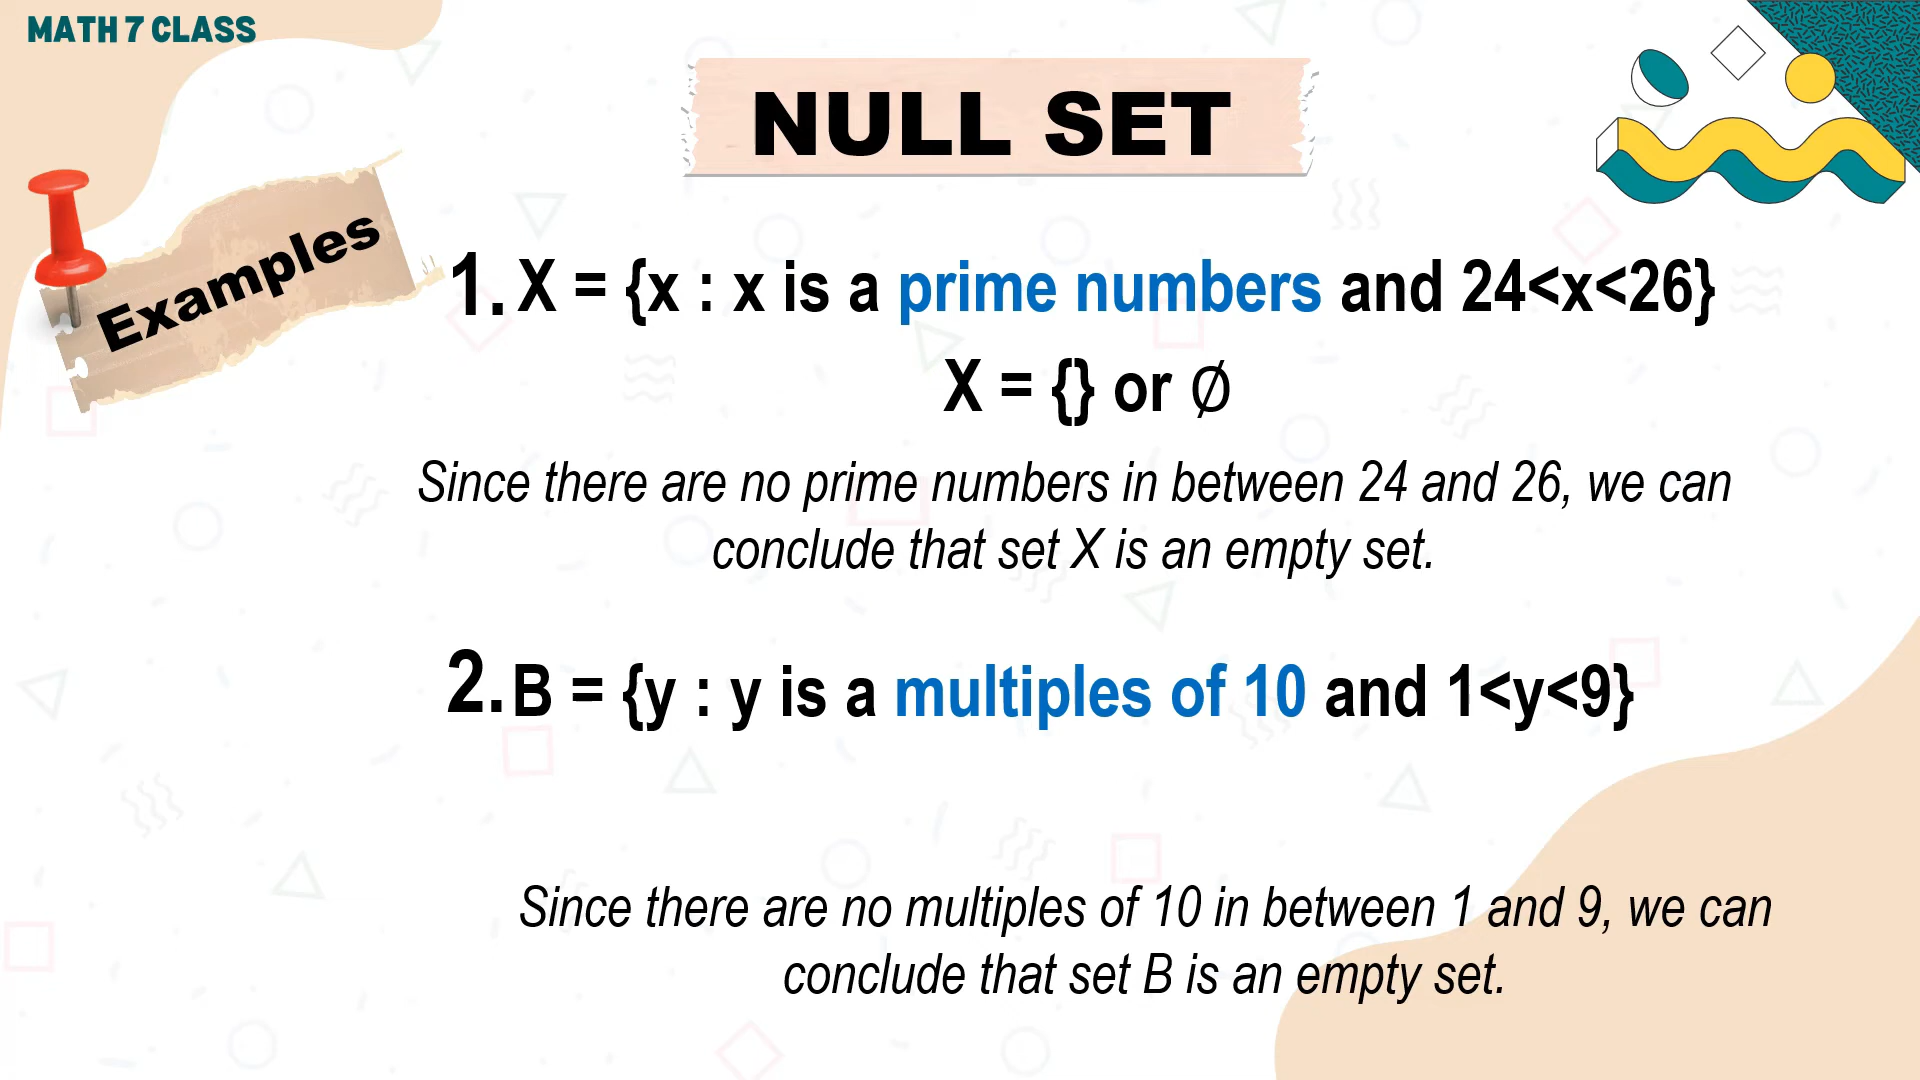 MATH 7 CLASS
NULL SET
Examples
1. X = {x : x is a prime numbers and 24<x<26}
X = {} or ∅
Since there are no prime numbers in between 24 and 26, we can
conclude that set X is an empty set.
2. B = {y : y is a multiples of 10 and 1<y<9}
Since there are no multiples of 10 in between 1 and 9, we can
conclude that set B is an empty set.